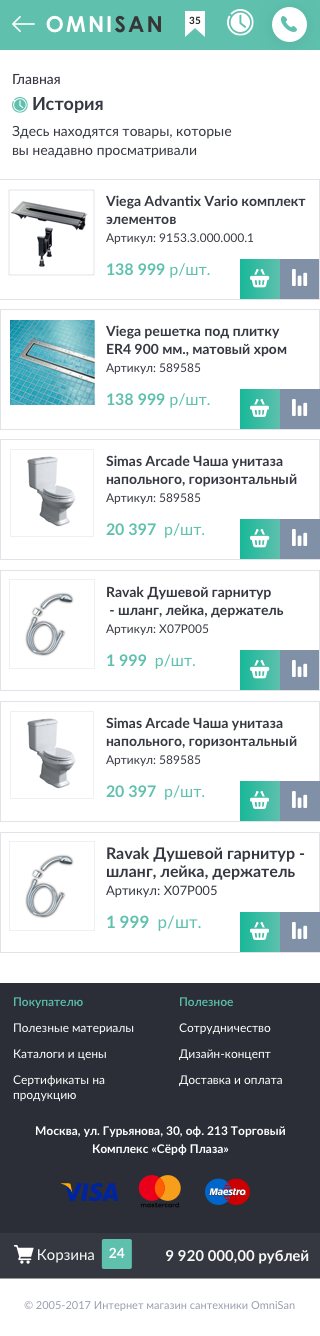 OMNISAN
35
Главная
История
Здесь находятся товары, которые
вы неадавно просматривали
Viega Advantix Vario комплект
элементов
Артикул: 9153.3.000.000.1
138 999 р/шт.
Viega решетка под плитку
ER4 900 мм., матовый хром
Артикул: 589585
138 999 р/шт.
Simas Arcade Чаша унитаза
напольного, горизонтальный
Артикул: 589585
20 397 р/шт.
Ravak Душевой гарнитур
- шланг, лейка, держатель
Артикул: X07P005
1 999 р/шт.
Simas Arcade Чаша унитаза
напольного, горизонтальный
Артикул: 589585
20 397 р/шт.
Ravak Душевой гарнитур -
шланг, лейка, держатель
Артикул: X07P005
1 999 р/шт.
Покупателю
Полезные материалы
Каталоги и цены
Сертификаты на
продукцию
Полезное
Сотрудничество
Дизайн-концепт
Доставка и оплата
Москва, ул. Гурьянова, 30, оф. 213 Торговый
Комплекс «Сёрф Плаза»
VISA
mastercard
Maestro
Корзина 24
9 920 000,00 рублей
© 2005-2017 Интернет магазин сантехники OmniSan